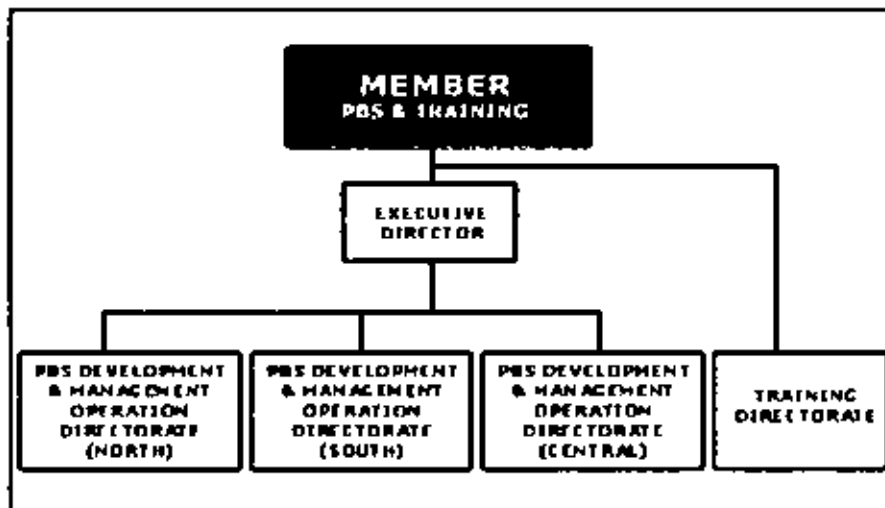 MEMBER
PBS & TRAINING
EXECUTIVE
DIRECTOR
PBS DEVELOPMENT
& MANAGEMENT
OPERATION
DIRECTORATE
(NORTH)
PBS DEVELOPMENT
& MANAGEMENT
OPERATION
DIRECTORATE
(SOUTH)
PBS DEVELOPMENT
& MANAGEMENT
OPERATION
DIRECTORATE
(CENTRAL)
TRAINING
DIRECTORATE